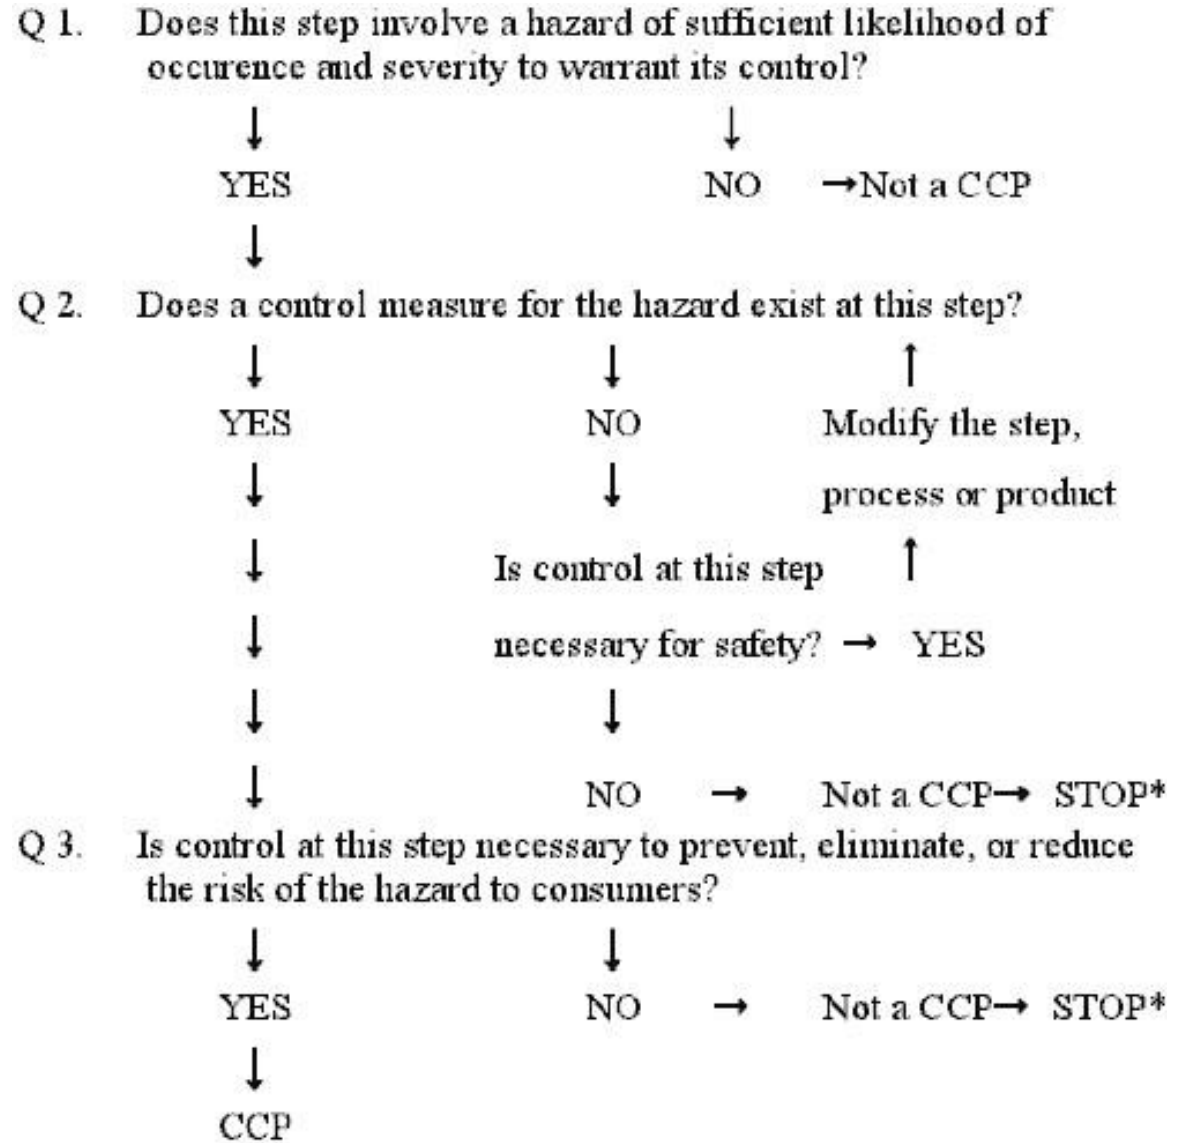 Q 1. Does this step involve a hazard of sufficient likelihood of
occurence and severity to warrant its control?
↓ ↓
YES NO →Not a CCP
↓
Q 2. Does a control measure for the hazard exist at this step?
↓ ↓ ↑
YES NO Modify the step,
↓ ↓ process or product
↓ Is control at this step ↑
↓ necessary for safety? → YES
↓ ↓
↓ NO → Not a CCP→ STOP*
Q 3. Is control at this step necessary to prevent, eliminate, or reduce
the risk of the hazard to consumers?
↓ ↓
YES NO → Not a CCP→ STOP*
↓
CCP